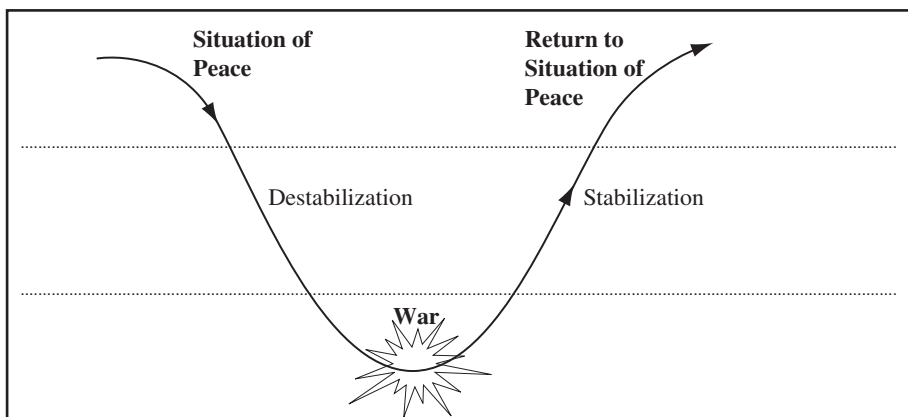 Situation of
Peace
Return to
Situation of
Peace
Destabilization
Stabilization
War